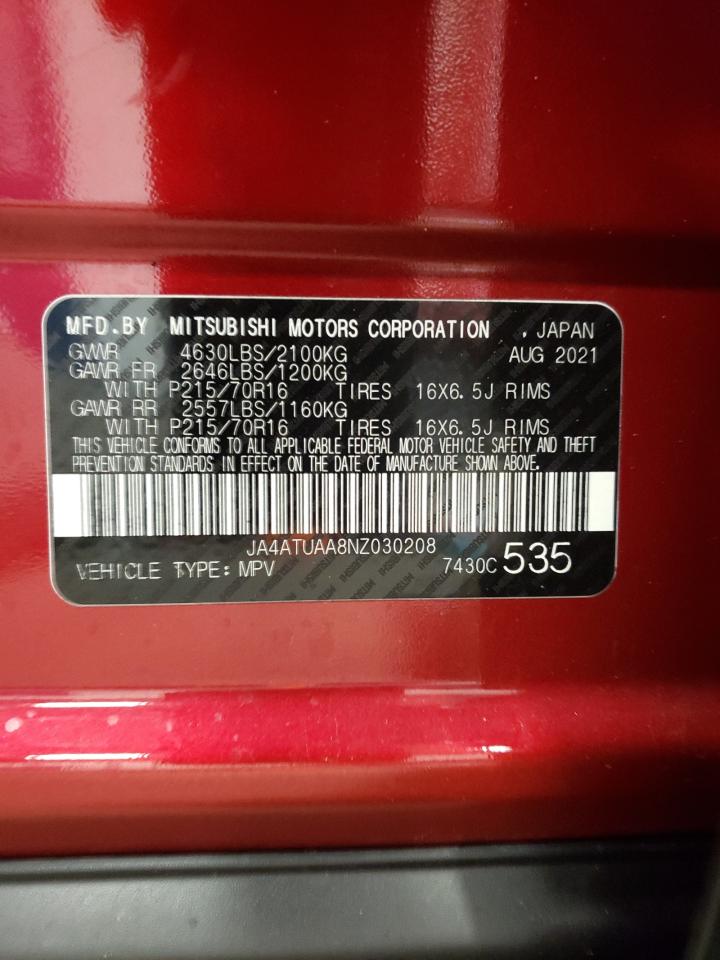 MFD.BY MITSUBISHI MOTORS CORPORATION , JAPAN
GVWR 4630LBS/2100KG AUG 2021
GAWR FR 2646LBS/1200KG
WITH P215/70R16 TIRES 16X6.5J RIMS
GAWR RR 2557LBS/1160KG
WITH P215/70R16 TIRES 16X6.5J RIMS
THIS VEHICLE CONFORMS TO ALL APPLICABLE FEDERAL MOTOR VEHICLE SAFETY AND THEFT
PREVENTION STANDARDS IN EFFECT ON THE DATE OF MANUFACTURE SHOWN ABOVE.
JA4ATUAA8NZ030208
VEHICLE TYPE: MPV 7430C 535